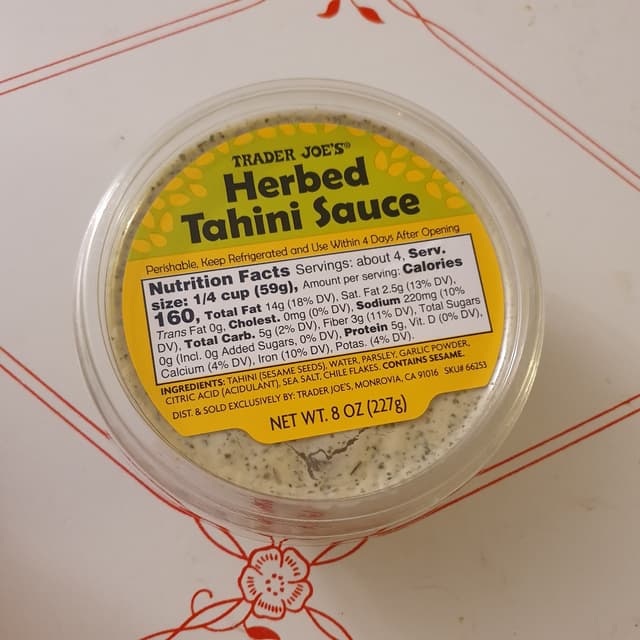 TRADER JOE'S®
Herbed
Tahini Sauce
Perishable, Keep Refrigerated and Use Within 4 Days After Opening
Nutrition Facts Servings: about 4, Serv.
size: 1/4 cup (59g), Amount per serving: Calories
160, Total Fat 14g (18% DV), Sat. Fat 2.5g (13% DV),
Trans Fat 0g, Cholest. 0mg (0% DV), Sodium 220mg (10%
DV), Total Carb. 5g (2% DV), Fiber 3g (11% DV), Total Sugars
0g (Incl. 0g Added Sugars, 0% DV), Protein 5g, Vit. D (0% DV),
Calcium (4% DV), Iron (10% DV), Potas. (4% DV).
INGREDIENTS: TAHINI (SESAME SEEDS), WATER, PARSLEY, GARLIC POWDER,
CITRIC ACID (ACIDULANT), SEA SALT, CHILE FLAKES. CONTAINS SESAME.
DIST. & SOLD EXCLUSIVELY BY: TRADER JOE'S, MONROVIA, CA 91016 SKU# 66253
NET WT. 8 OZ (227g)